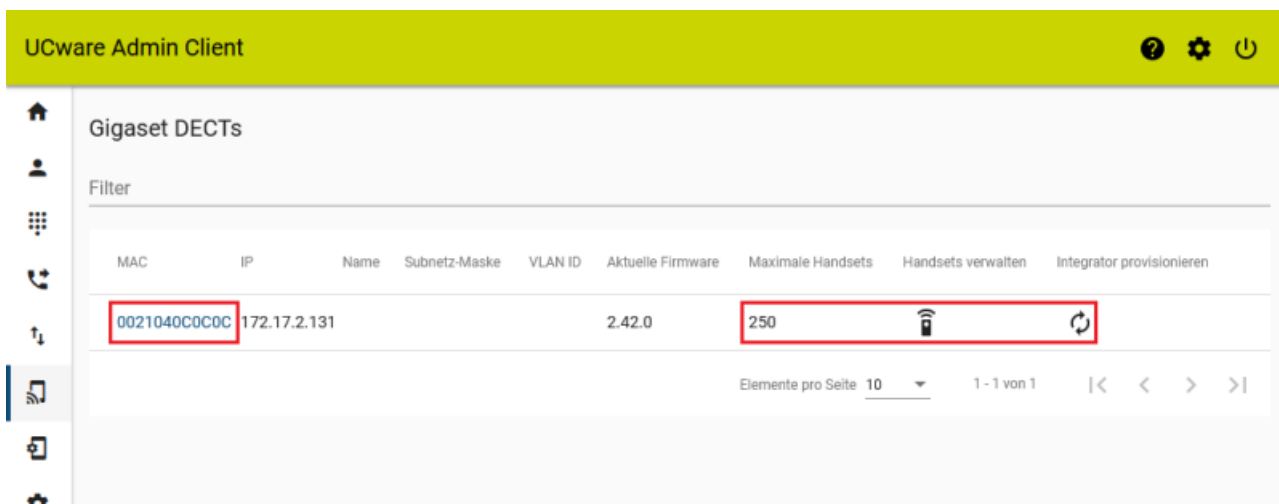 UCware Admin Client
Gigaset DECTs
Filter
MAC IP Name Subnetz-Maske VLAN ID Aktuelle Firmware Maximale Handsets Handsets verwalten Integrator provisionieren
0021040C0C0C 172.17.2.131 2.42.0 250
Elemente pro Seite 10 1 - 1 von 1